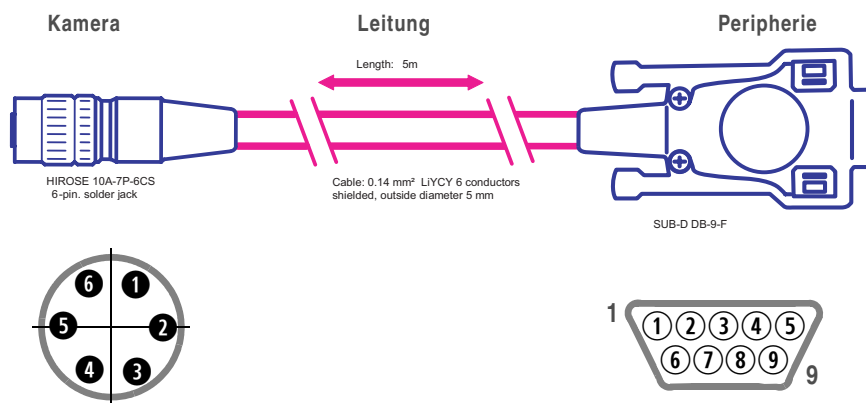 Kamera
Leitung
Peripherie
Length: 5m
HIROSE 10A-7P-6CS
6-pin. solder jack
Cable: 0.14 mm² LiYCY 6 conductors
shielded, outside diameter 5 mm
SUB-D DB-9-F
6 1
5 2
4 3
1
1 2 3 4 5
6 7 8 9
9